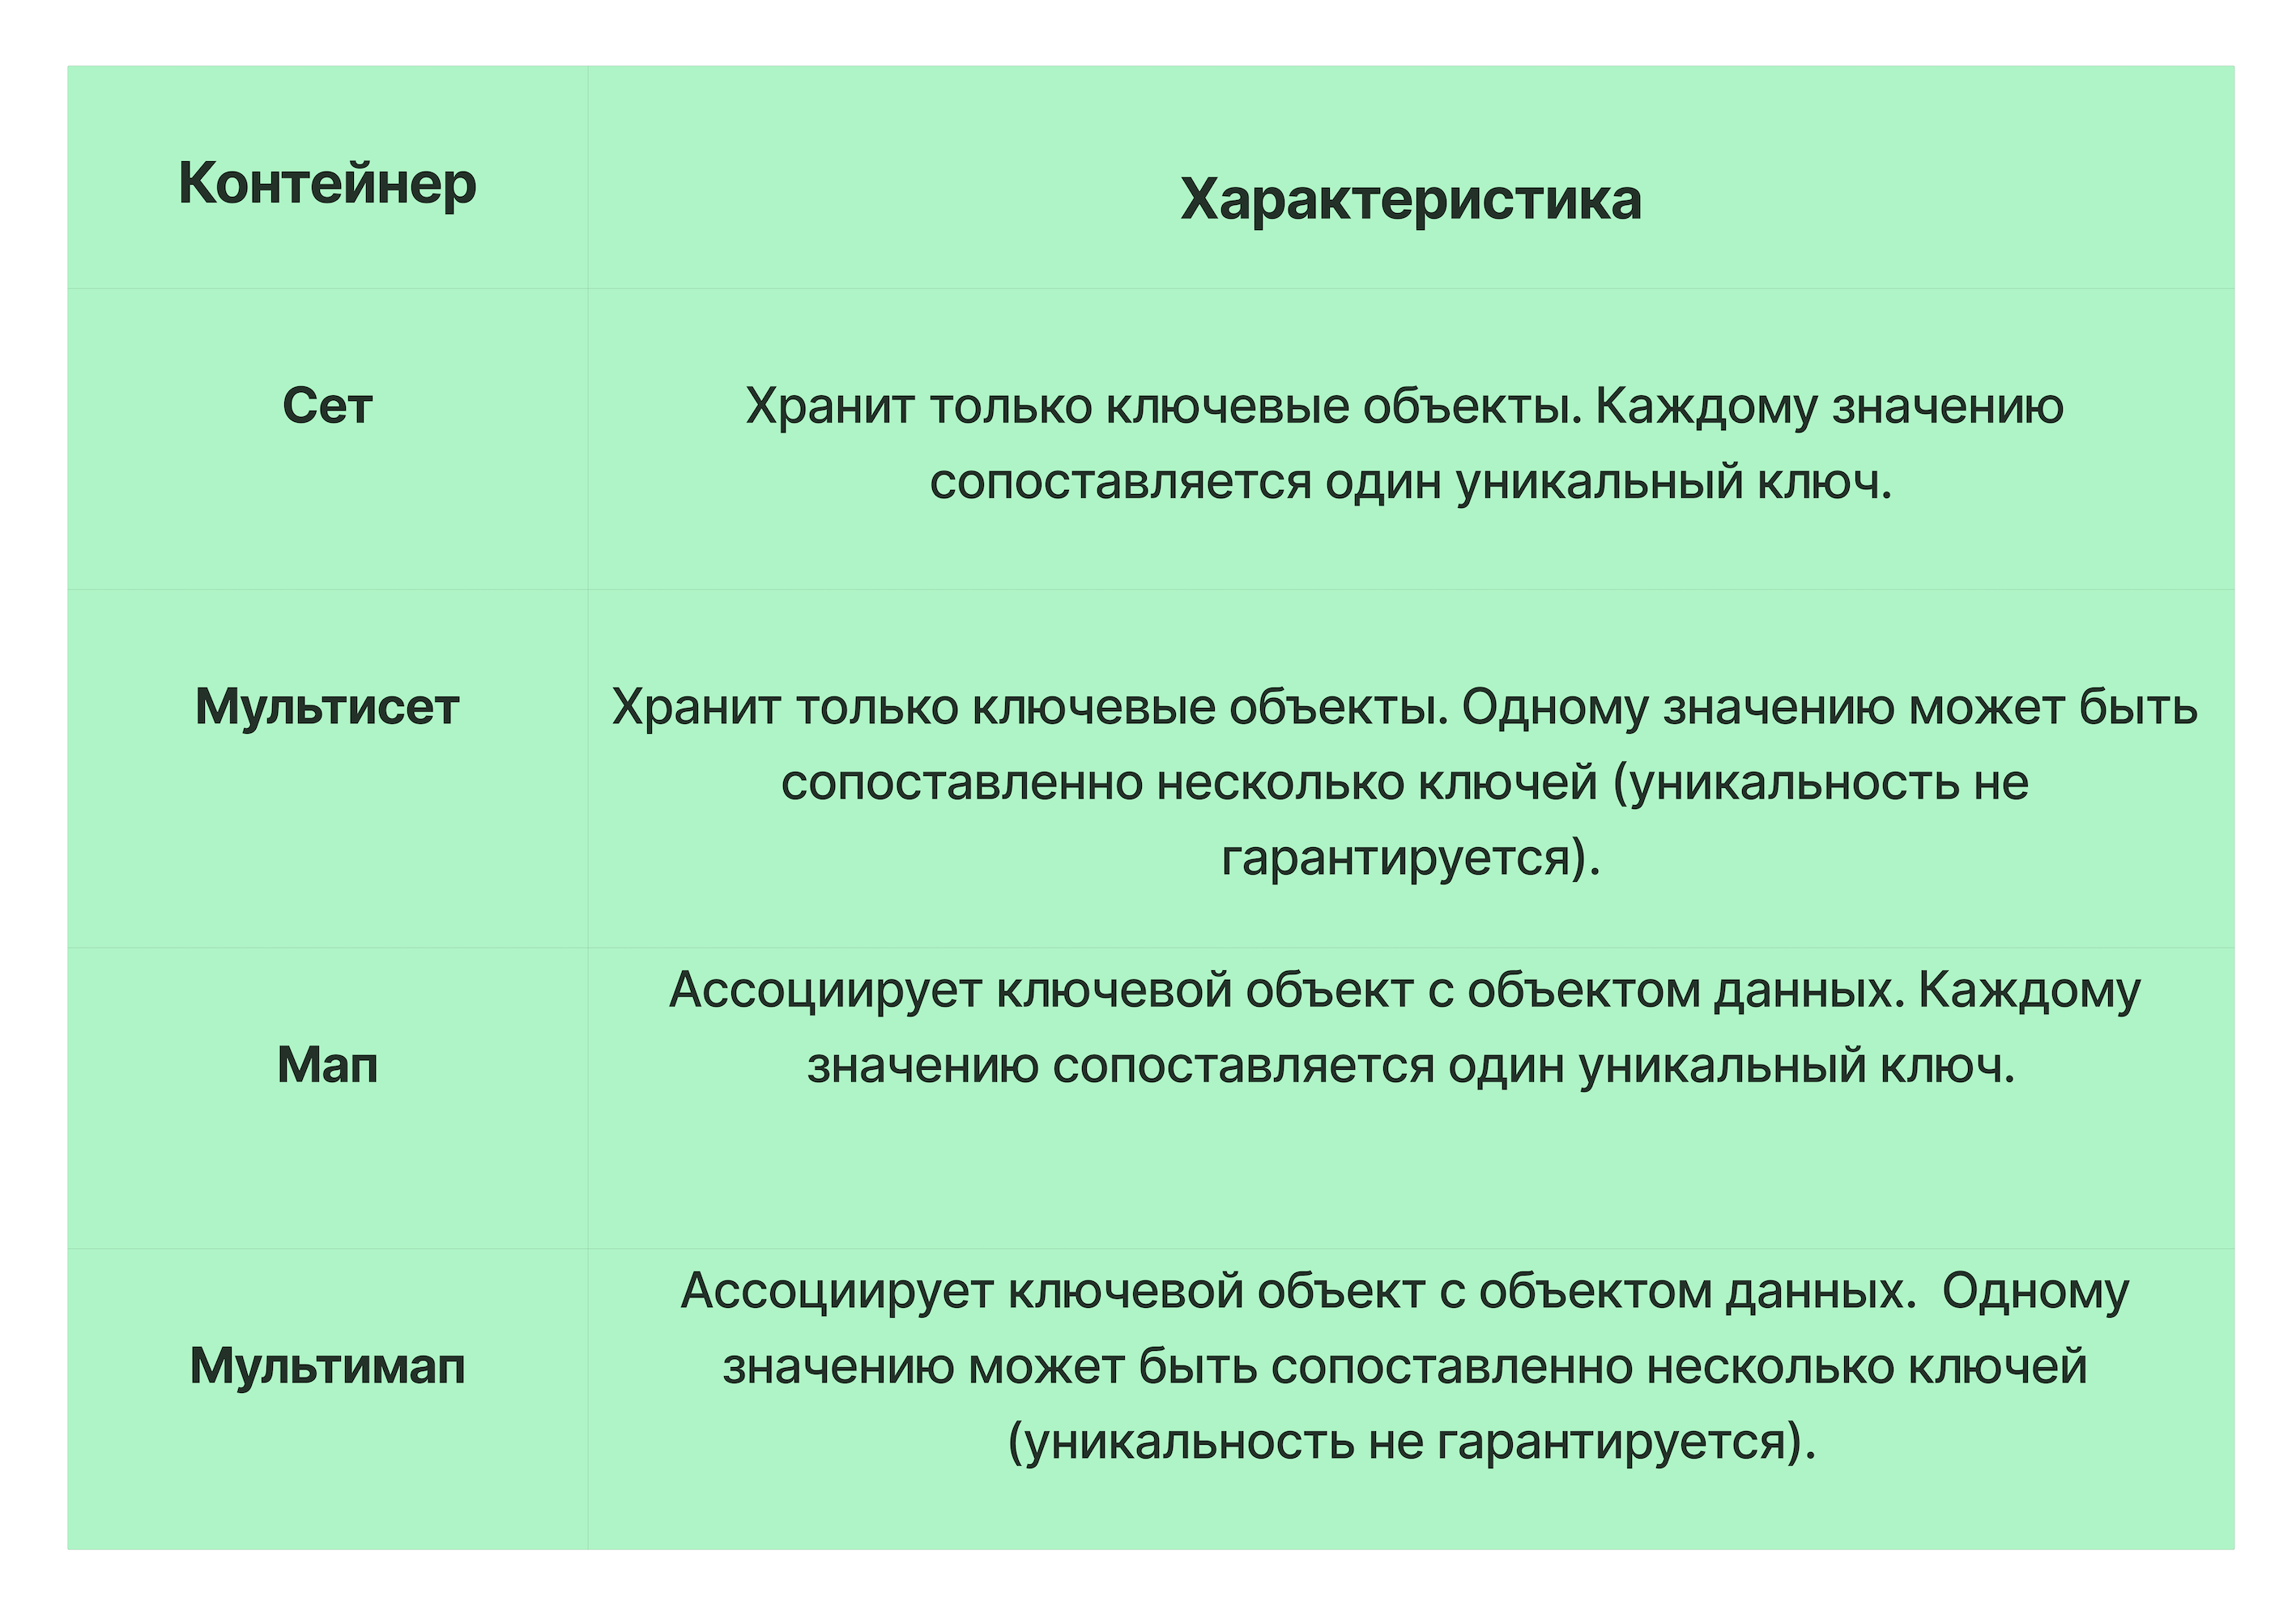 Контейнер
Характеристика
Сет
Хранит только ключевые объекты. Каждому значению
сопоставляется один уникальный ключ.
Мультисет
Хранит только ключевые объекты. Одному значению может быть
сопоставленно несколько ключей (уникальность не
гарантируется).
Мап
Ассоциирует ключевой объект с объектом данных. Каждому
значению сопоставляется один уникальный ключ.
Мультимап
Ассоциирует ключевой объект с объектом данных.  Одному
значению может быть сопоставленно несколько ключей
(уникальность не гарантируется).